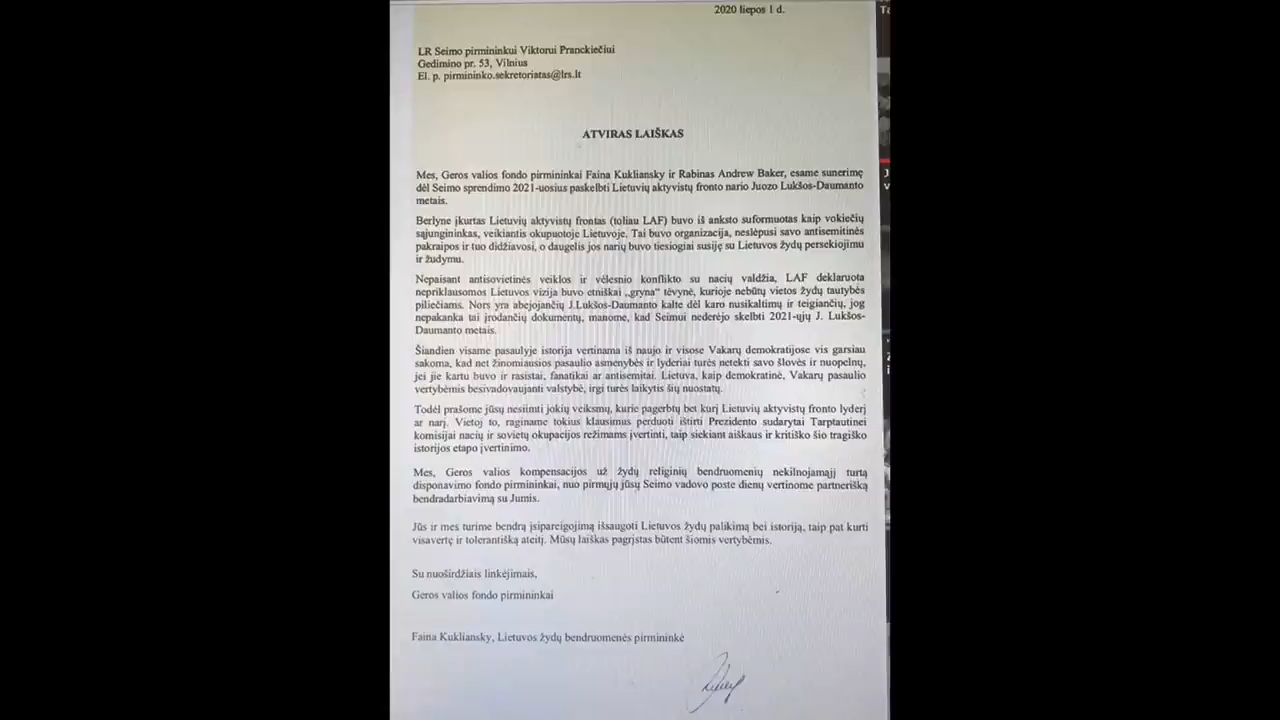 2020 liepos 1 d.
LR Seimo pirmininkui Viktorui Pranckiečiui
Gedimino pr. 53, Vilnius
El. p. pirmininko.sekretoriatas@lrs.lt
ATVIRAS LAIŠKAS
Mes, Geros valios fondo pirmininkai Faina Kukliansky ir Rabinas Andrew Baker, esame sunerimę
dėl Seimo sprendimo 2021-uosius paskelbti Lietuvių aktyvistų fronto nario Juozo Lukšos-Daumanto
metais.
Berlyne įkurtas Lietuvių aktyvistų frontas (toliau LAF) buvo iš anksto suformuotas kaip vokiečių
sąjungininkas, veikiantis okupuotoje Lietuvoje. Tai buvo organizacija, neslėpusi savo antisemitinės
pakraipos ir tuo didžiavosi, o daugelis jos narių buvo tiesiogiai susiję su Lietuvos žydų persekiojimu
ir žudymu.
Nepaisant antisovietinės veiklos ir vėlesnio konflikto su nacių valdžia, LAF deklaruota
nepriklausomos Lietuvos vizija buvo etniškai „gryna“ tėvynė, kurioje nebūtų vietos žydų tautybės
piliečiams. Nors yra abejojančių J.Lukšos-Daumanto kalte dėl karo nusikaltimų ir teigiančių, jog
nepakanka tai įrodančių dokumentų, manome, kad Seimui nederėjo skelbti 2021-ųjų J. Lukšos-
Daumanto metais.
Šiandien visame pasaulyje istorija vertinama iš naujo ir visose Vakarų demokratijose vis garsiau
sakoma, kad net žinomiausios pasaulio asmenybės ir lyderiai turės netekti savo šlovės ir nuopelnų,
jei jie kartu buvo ir rasistai, fanatikai ar antisemitai. Lietuva, kaip demokratinė, Vakarų pasaulio
vertybėmis besivadovaujanti valstybė, irgi turės laikytis šių nuostatų.
Todėl prašome jūsų nesiimti jokių veiksmų, kurie pagerbtų bet kurį Lietuvių aktyvistų fronto lyderį
ar narį. Vietoj to, raginame tokius klausimus perduoti ištirti Prezidento sudarytai Tarptautinei
komisijai nacių ir sovietų okupacijos režimams įvertinti, taip siekiant aiškaus ir kritiško šio tragiško
istorijos etapo įvertinimo.
Mes, Geros valios kompensacijos už žydų religinių bendruomenių nekilnojamąjį turtą
disponavimo fondo pirmininkai, nuo pirmųjų jūsų Seimo vadovo poste dienų vertinome partnerišką
bendradarbiavimą su Jumis.
Jūs ir mes turime bendrą įsipareigojimą išsaugoti Lietuvos žydų palikimą bei istoriją, taip pat kurti
visavertę ir tolerantišką ateitį. Mūsų laiškas pagrįstas būtent šiomis vertybėmis.
Su nuoširdžiais linkėjimais,
Geros valios fondo pirmininkai
Faina Kukliansky, Lietuvos žydų bendruomenės pirmininkė